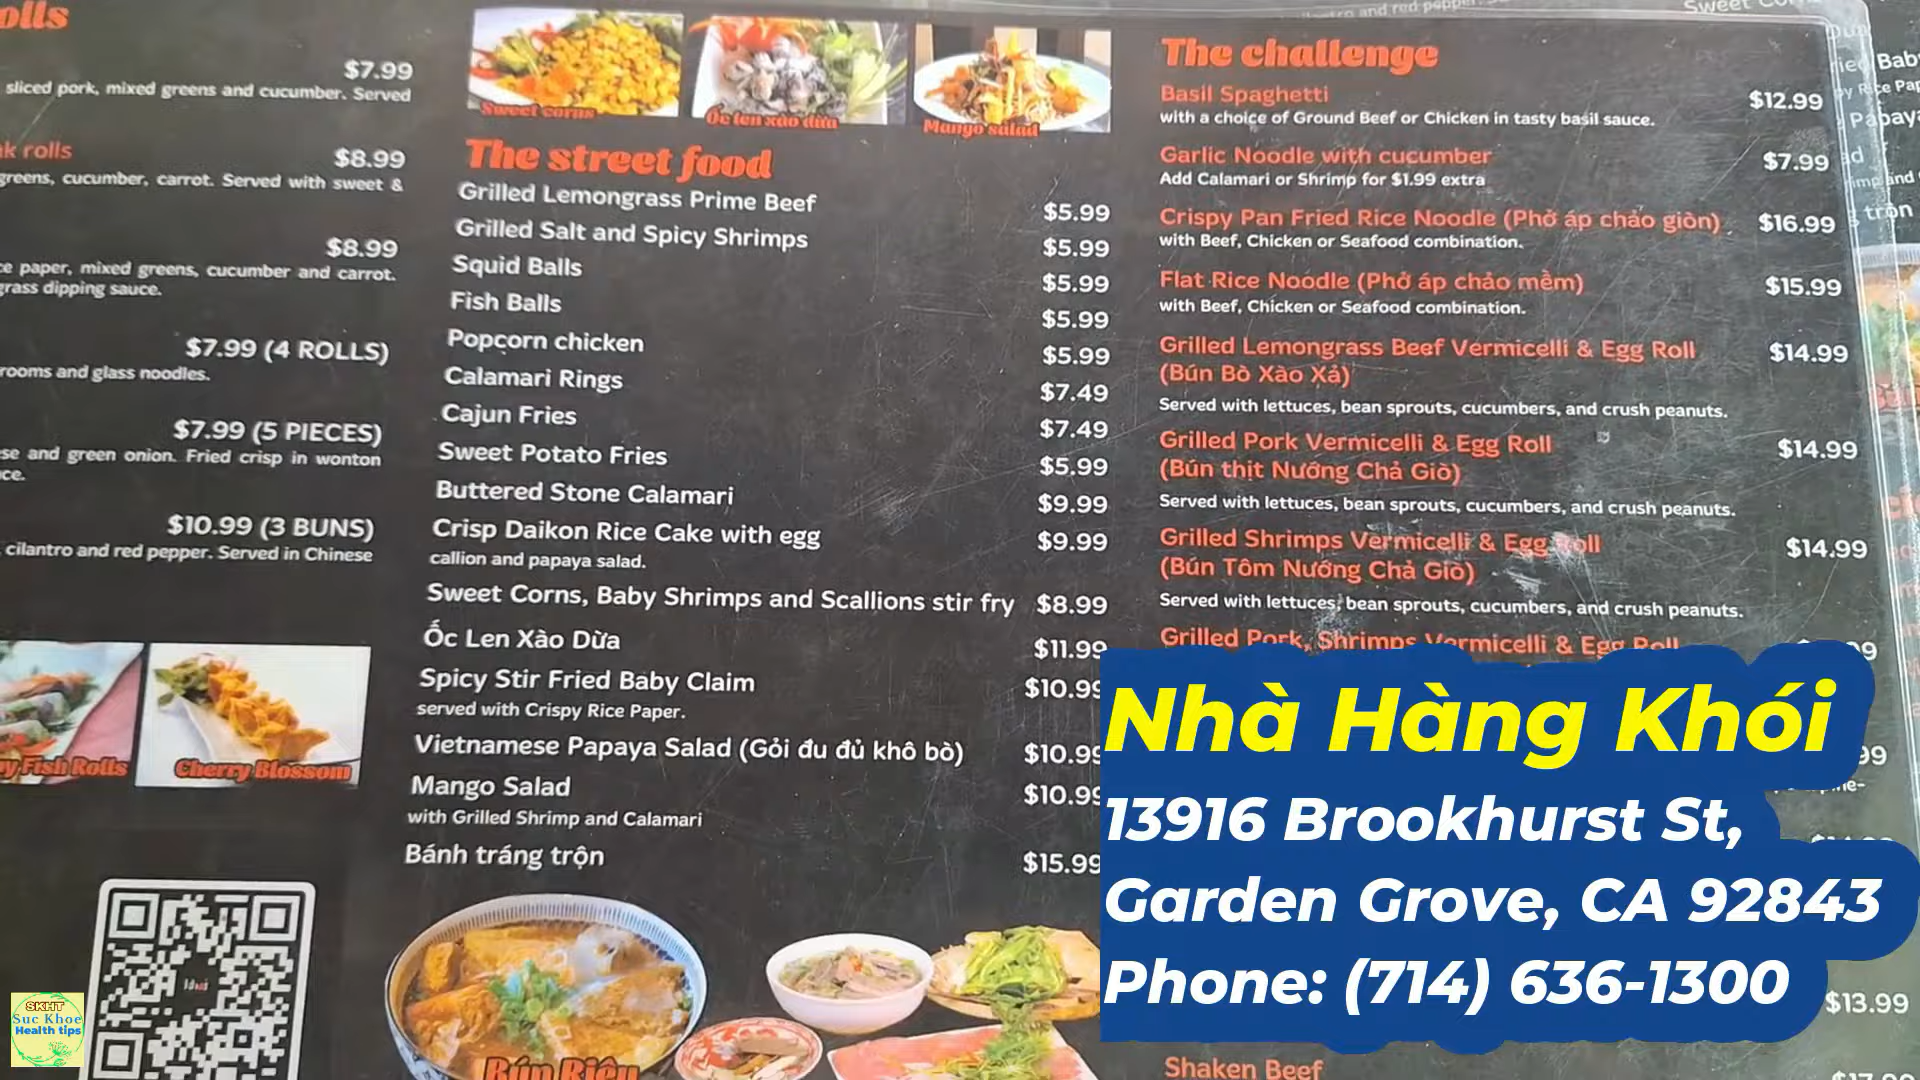 olls
$7.99
sliced pork, mixed greens and cucumber. Served
k rolls
$8.99
greens, cucumber, carrot. Served with sweet &
$8.99
paper, mixed greens, cucumber and carrot.
grass dipping sauce.
$7.99 (4 ROLLS)
rooms and glass noodles.
$7.99 (5 PIECES)
se and green onion. Fried crisp in wonton
ce.
$10.99 (3 BUNS)
cilantro and red pepper. Served in Chinese
y Fish Rolls
Cherry Blossom
SKHT
Suc Khoe
Health tips
Sweet corns
Ốc len xào dừa
Mango salad
The street food
Grilled Lemongrass Prime Beef $5.99
Grilled Salt and Spicy Shrimps $5.99
Squid Balls $5.99
Fish Balls $5.99
Popcorn chicken $5.99
Calamari Rings $7.49
Cajun Fries $7.49
Sweet Potato Fries $5.99
Buttered Stone Calamari $9.99
Crisp Daikon Rice Cake with egg $9.99
callion and papaya salad.
Sweet Corns, Baby Shrimps and Scallions stir fry $8.99
Ốc Len Xào Dừa $11.99
Spicy Stir Fried Baby Claim $10.99
served with Crispy Rice Paper.
Vietnamese Papaya Salad (Gỏi đu đủ khô bò) $10.99
Mango Salad $10.99
with Grilled Shrimp and Calamari
Bánh tráng trộn $15.99
Bún Riêu
The challenge
Basil Spaghetti $12.99
with a choice of Ground Beef or Chicken in tasty basil sauce.
Garlic Noodle with cucumber $7.99
Add Calamari or Shrimp for $1.99 extra
Crispy Pan Fried Rice Noodle (Phở áp chảo giòn) $16.99
with Beef, Chicken or Seafood combination.
Flat Rice Noodle (Phở áp chảo mềm) $15.99
with Beef, Chicken or Seafood combination.
Grilled Lemongrass Beef Vermicelli & Egg Roll $14.99
(Bún Bò Xào Xả)
Served with lettuces, bean sprouts, cucumbers, and crush peanuts.
Grilled Pork Vermicelli & Egg Roll $14.99
(Bún thịt Nướng Chả Giò)
Served with lettuces, bean sprouts, cucumbers, and crush peanuts.
Grilled Shrimps Vermicelli & Egg Roll $14.99
(Bún Tôm Nướng Chả Giò)
Served with lettuces, bean sprouts, cucumbers, and crush peanuts.
Grilled Pork, Shrimps Vermicelli & Egg Roll
Nhà Hàng Khói
13916 Brookhurst St,
Garden Grove, CA 92843
Phone: (714) 636-1300
$13.99
Shaken Beef